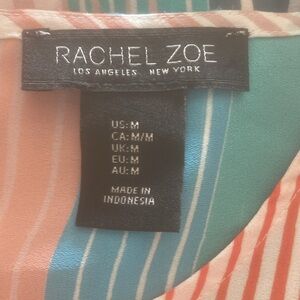 RACHEL ZOE
LOS ANGELES NEW YORK
US: M
CA: M/M
UK: M
EU: M
AU: M
MADE IN
INDONESIA